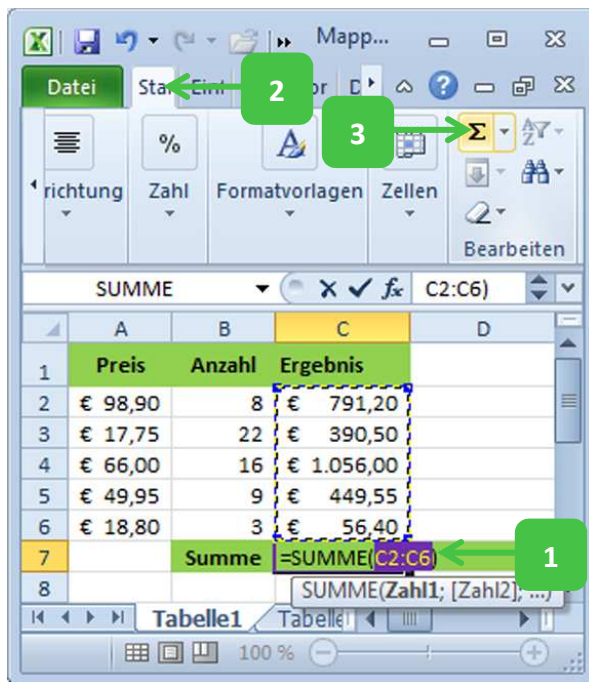 Mapp...
Datei Star Einf or D
2
3
Σ
%
A
richtung Zahl Formatvorlagen Zellen
Bearbeiten
SUMME fx C2:C6)
A B C D
1 Preis Anzahl Ergebnis
2 € 98,90 8 € 791,20
3 € 17,75 22 € 390,50
4 € 66,00 16 € 1.056,00
5 € 49,95 9 € 449,55
6 € 18,80 3 € 56,40
7 Summe =SUMME(C2:C6) 1
8 SUMME(Zahl1; [Zahl2]; ...)
Tabelle1 Tabelle
100 %